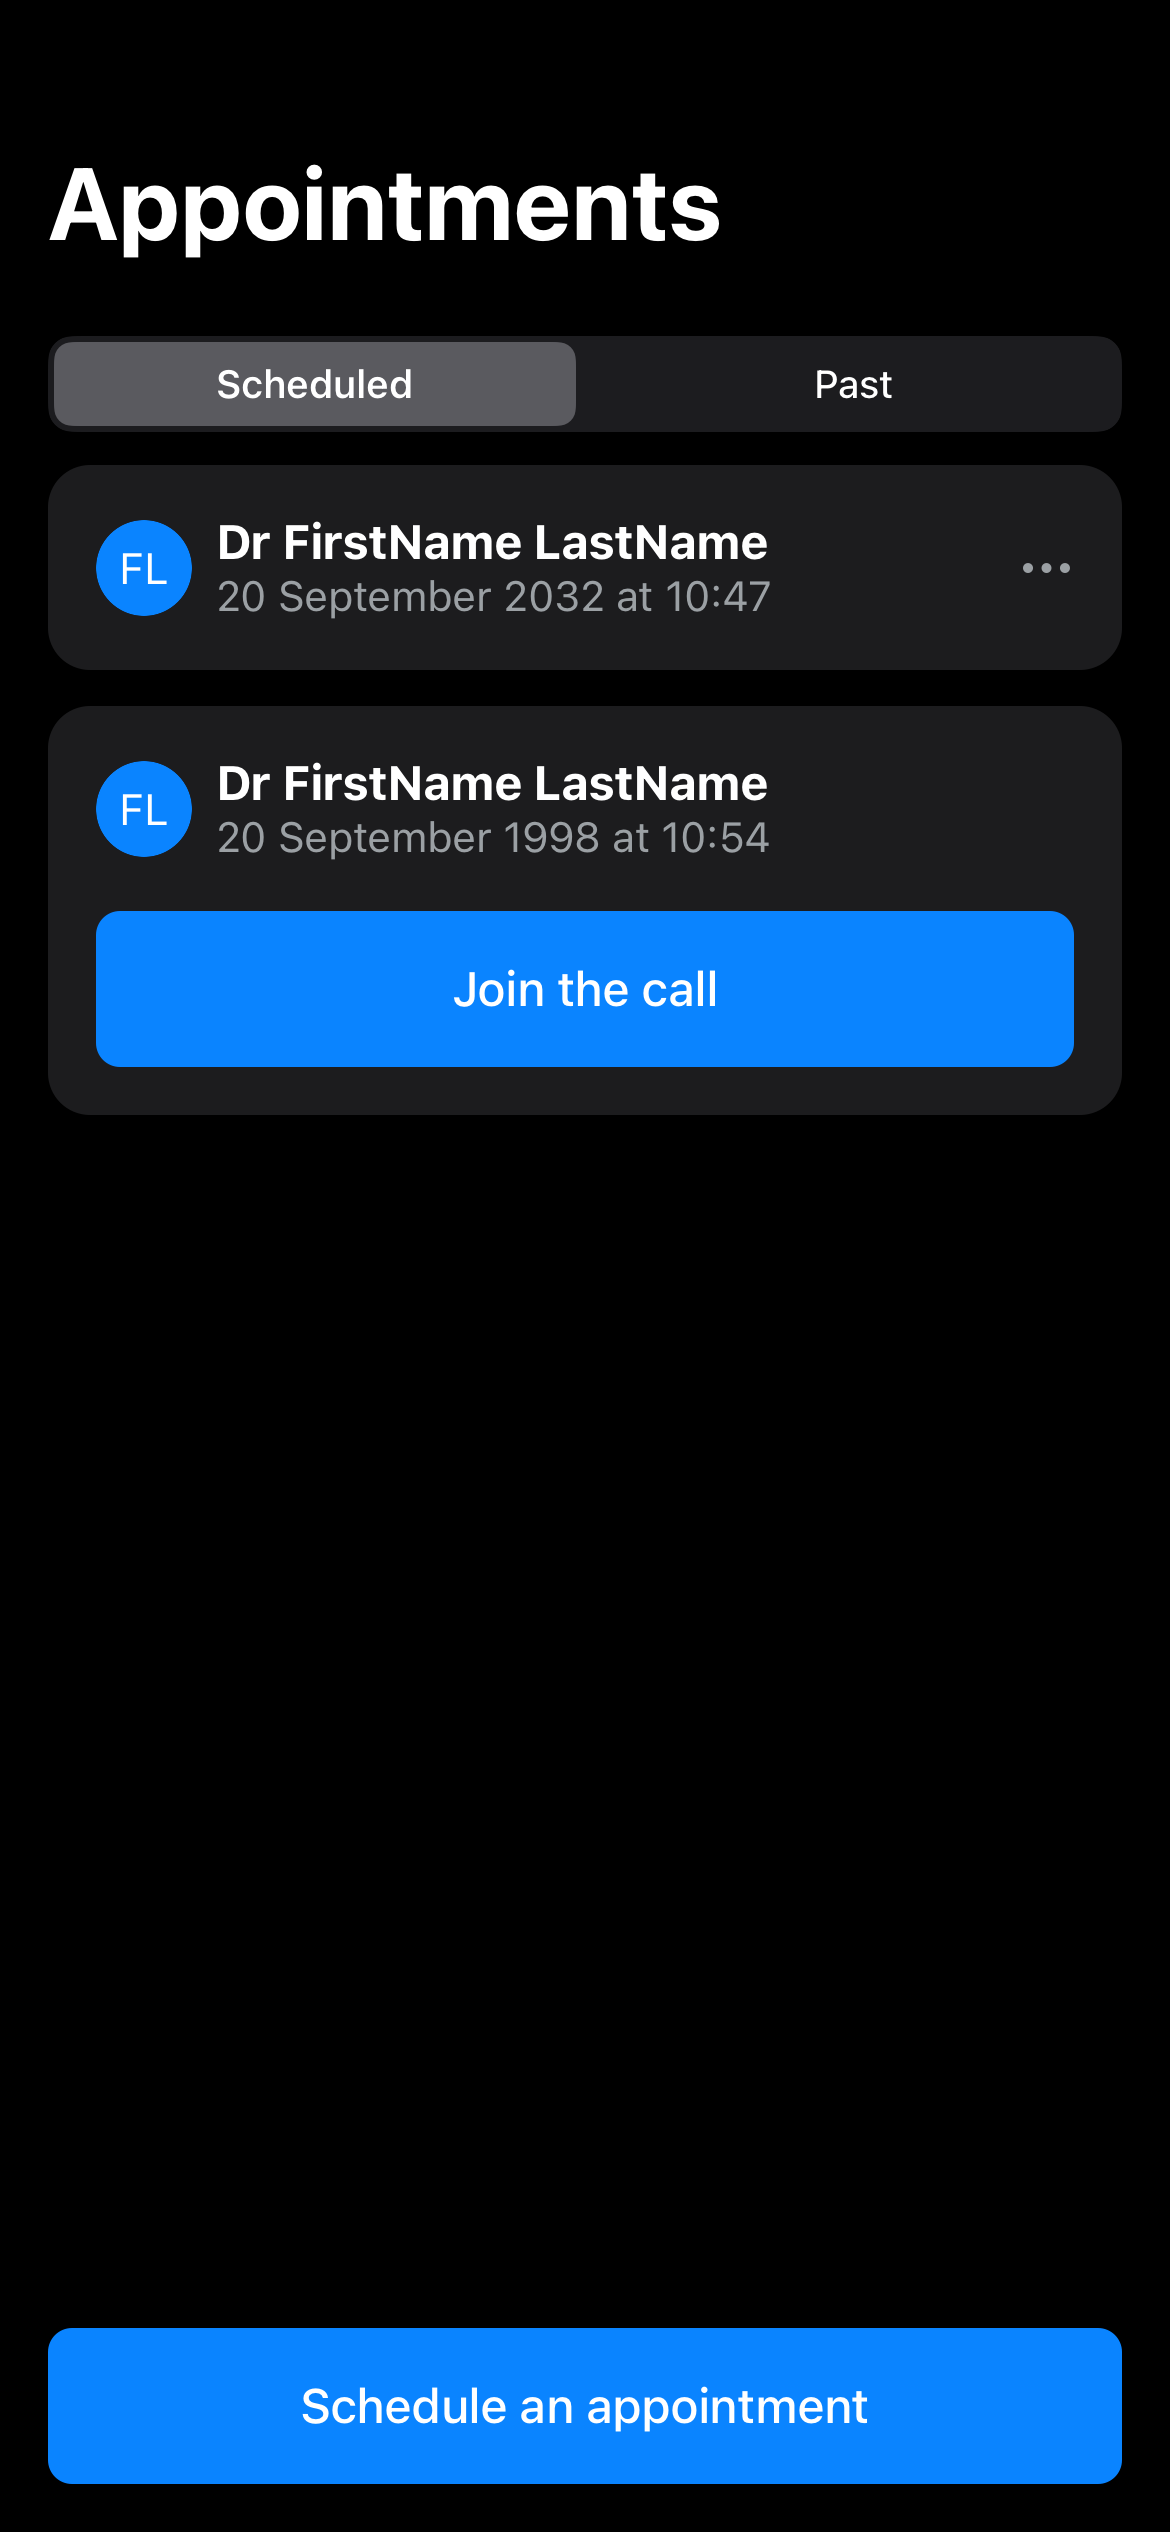 Appointments
Scheduled
Past
FL
Dr FirstName LastName
20 September 2032 at 10:47
FL
Dr FirstName LastName
20 September 1998 at 10:54
Join the call
Schedule an appointment